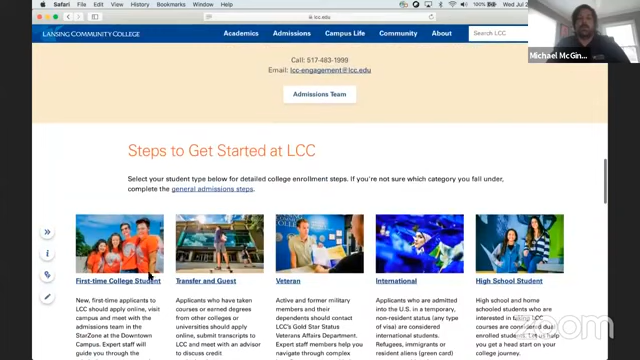 Safari File Edit View History Bookmarks Window Help
100%
lcc.edu
LANSING COMMUNITY COLLEGE
Academics Admissions Campus Life Community About Search LCC
Michael McGin...
Call: 517-483-1999
Email: lcc-engagement@lcc.edu
Admissions Team
Steps to Get Started at LCC
Select your student type below for detailed college enrollment steps. If you're not sure which category you fall under,
complete the general admissions steps.
First-time College Student
New, first-time applicants
to LCC should apply online, visit
campus and meet with the
admissions team in the
StarZone at the Downtown
Campus. Expert staff will
guide you through the
Transfer and Guest
Applicants who have taken
courses or earned degrees
from other colleges or
universities should apply
online, submit transcripts to
LCC and meet with an advisor
to discuss credit
Veteran
Active and former military
members and their
dependents should contact
LCC's Gold Star Status
Veterans Affairs Department.
Expert staff members help you
navigate through complex
International
Applicants who are admitted
into the U.S. in a temporary,
non-resident status (any type
of visa) are considered
international students.
Refugees, immigrants or
resident aliens (green card)
High School Student
High school and home
schooled students who are
interested in taking LCC
courses are considered dual
help you
get a head start on your
college journey.
zoom